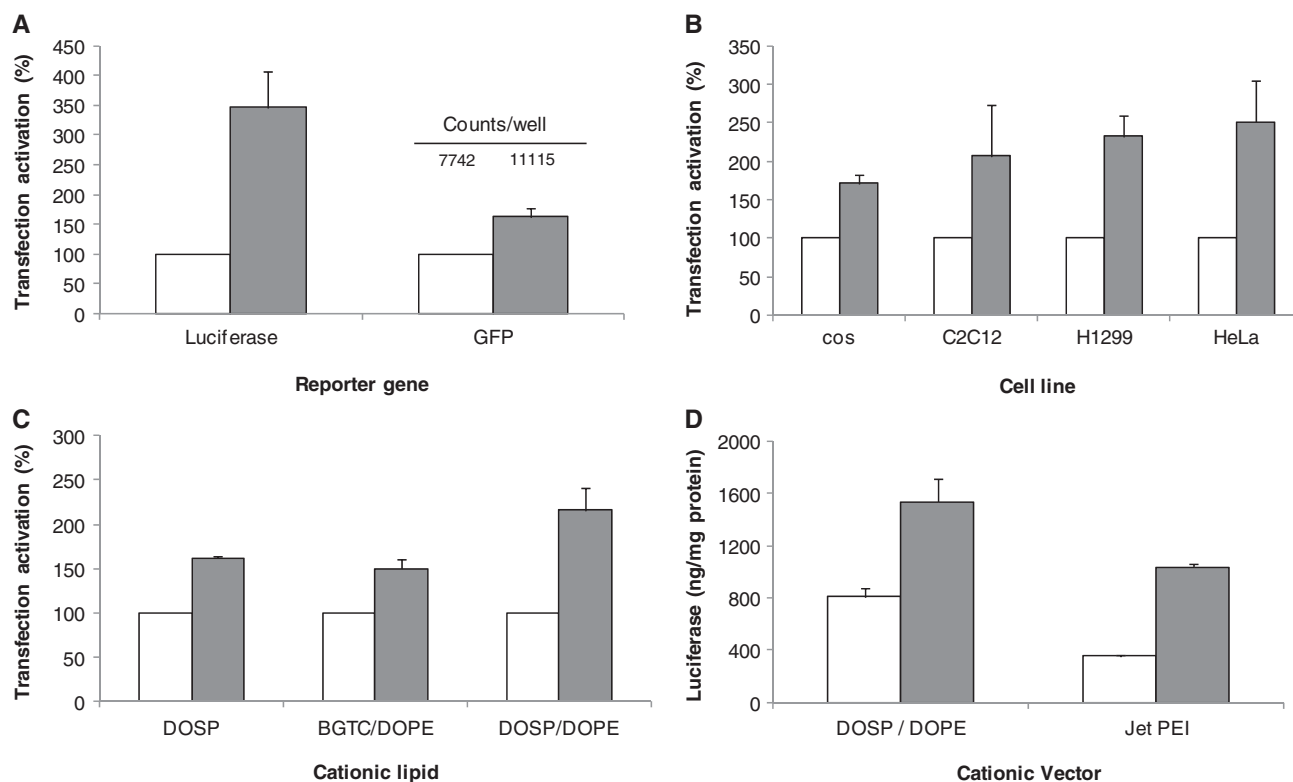 A
Transfection activation (%)
450
400
350
300
250
200
150
100
50
0
Counts/well
7742 11115
Luciferase GFP
Reporter gene
B
Transfection activation (%)
350
300
250
200
150
100
50
0
cos C2C12 H1299 HeLa
Cell line
C
Transfection activation (%)
300
250
200
150
100
50
0
DOSP BGTC/DOPE DOSP/DOPE
Cationic lipid
D
Luciferase (ng/mg protein)
2000
1600
1200
800
400
0
DOSP / DOPE Jet PEI
Cationic Vector